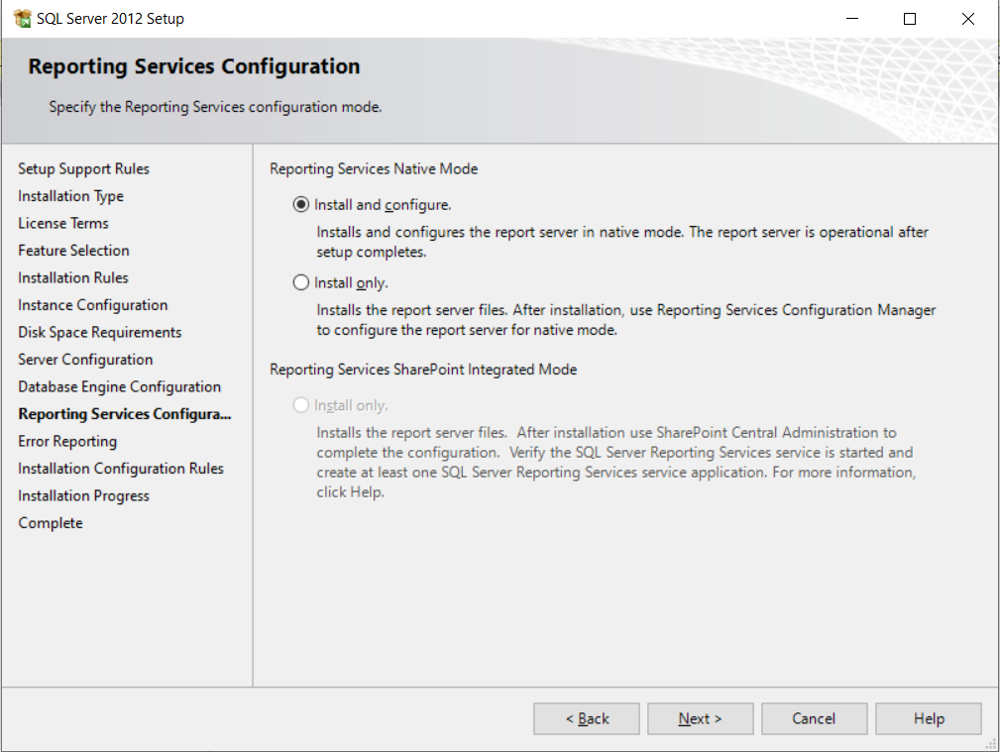 SQL Server 2012 Setup
Reporting Services Configuration
Specify the Reporting Services configuration mode.
Setup Support Rules
Installation Type
License Terms
Feature Selection
Installation Rules
Instance Configuration
Disk Space Requirements
Server Configuration
Database Engine Configuration
Reporting Services Configura...
Error Reporting
Installation Configuration Rules
Installation Progress
Complete
Reporting Services Native Mode
Install and configure.
Installs and configures the report server in native mode. The report server is operational after
setup completes.
Install only.
Installs the report server files. After installation, use Reporting Services Configuration Manager
to configure the report server for native mode.
Reporting Services SharePoint Integrated Mode
Install only.
Installs the report server files.  After installation use SharePoint Central Administration to
complete the configuration.  Verify the SQL Server Reporting Services service is started and
create at least one SQL Server Reporting Services service application. For more information,
click Help.
< Back
Next >
Cancel
Help